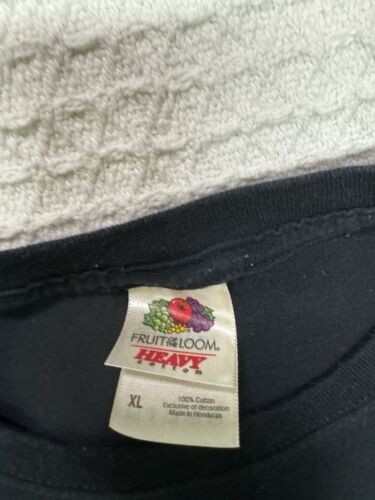 FRUIT OF THE LOOM®
HEAVY
cotton
XL
100% Cotton
Exclusive of decoration
Made in Honduras